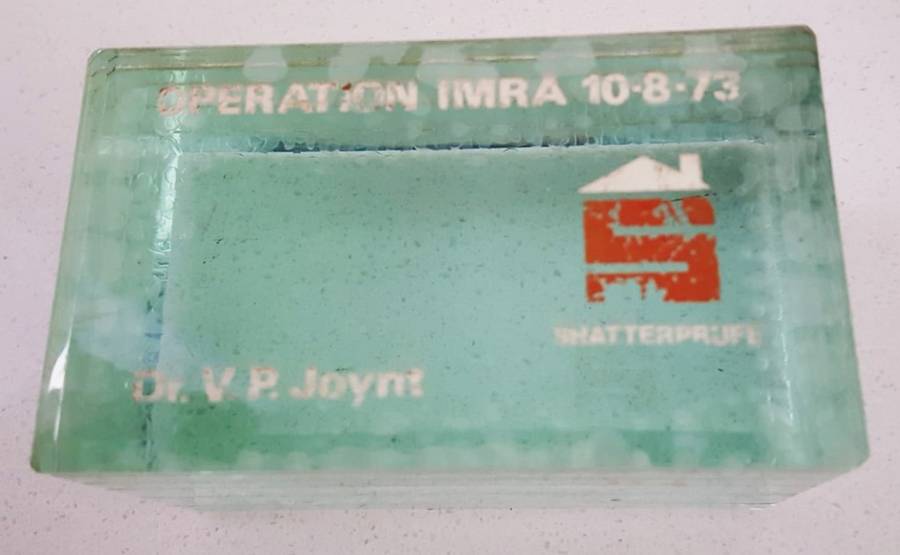 OPERATION IMRA 10-8-73
SHATTERPRUFE
Dr. V. P. Joynt